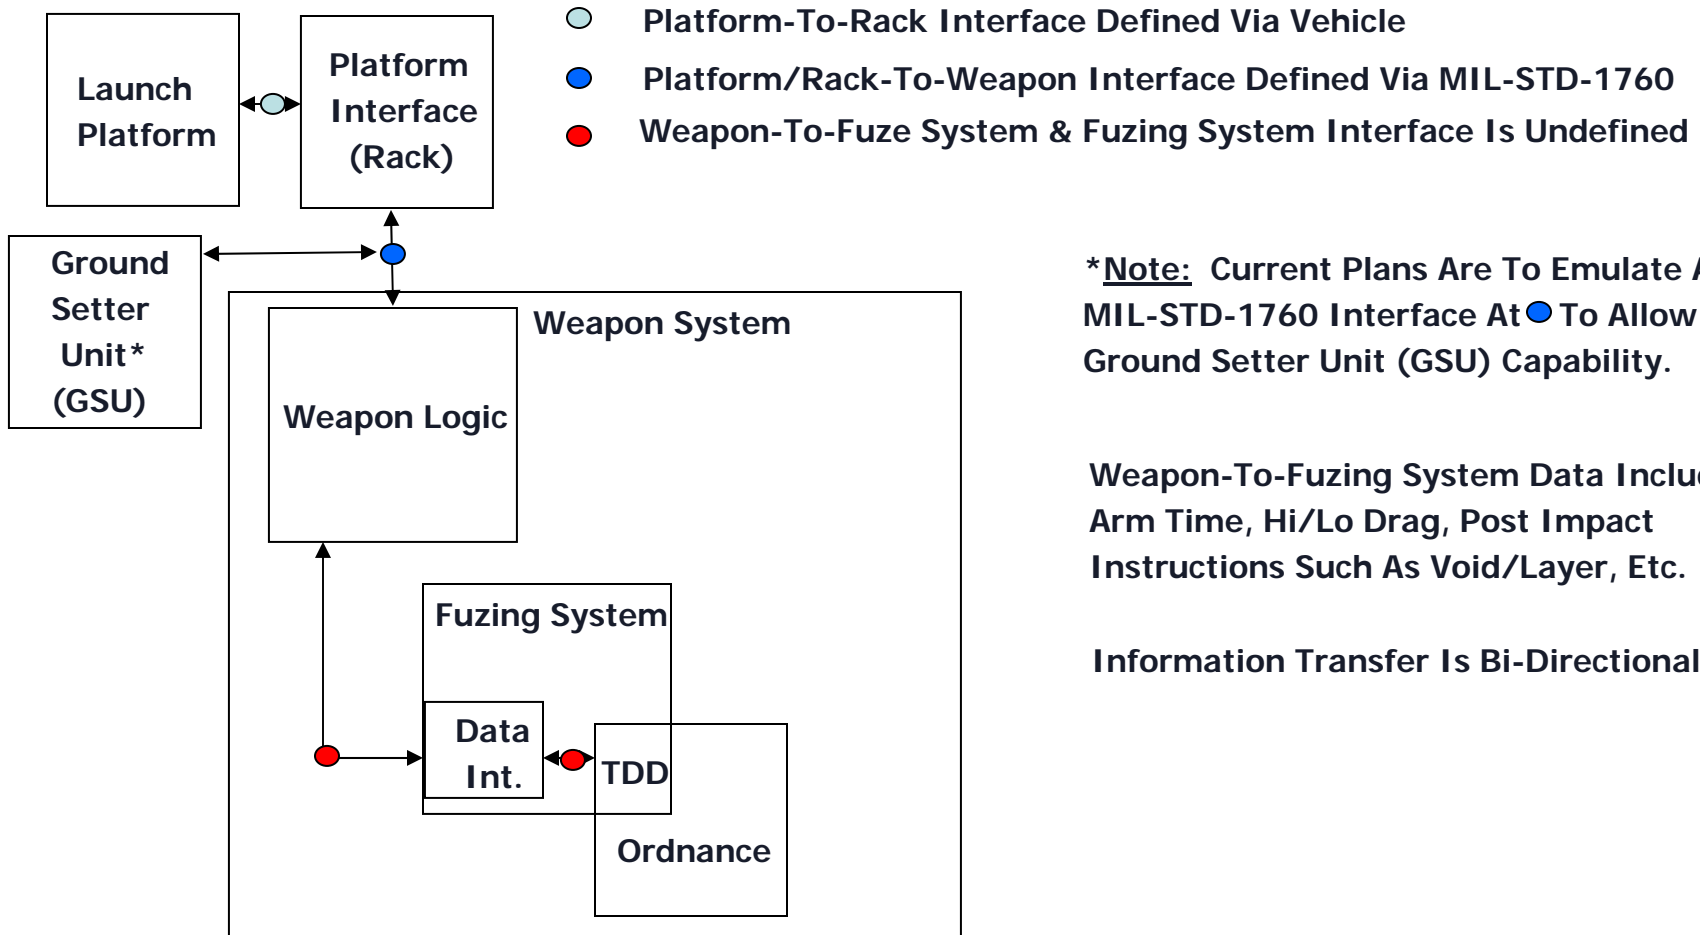 Platform-To-Rack Interface Defined Via Vehicle
Platform/Rack-To-Weapon Interface Defined Via MIL-STD-1760
Weapon-To-Fuze System & Fuzing System Interface Is Undefined
Launch
Platform
Platform
Interface
(Rack)
Ground
Setter
Unit*
(GSU)
Weapon System
Weapon Logic
Fuzing System
Data
Int.
TDD
Ordnance
*Note: Current Plans Are To Emulate
MIL-STD-1760 Interface At To Allow
Ground Setter Unit (GSU) Capability.
Weapon-To-Fuzing System Data
Arm Time, Hi/Lo Drag, Post Impact
Instructions Such As Void/Layer, Etc.
Information Transfer Is Bi-Directional